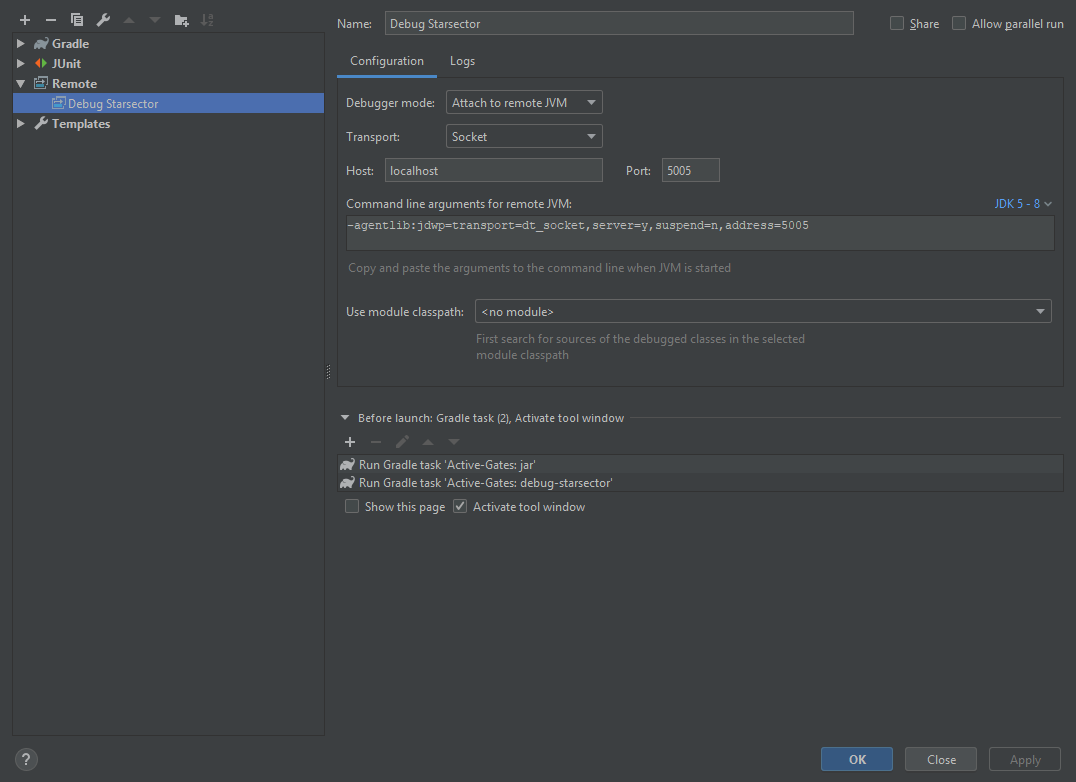 Name: Debug Starsector Share Allow parallel run
Gradle
JUnit
Remote
Debug Starsector
Templates
Configuration Logs
Debugger mode: Attach to remote JVM
Transport: Socket
Host: localhost Port: 5005
Command line arguments for remote JVM: JDK 5 - 8
-agentlib:jdwp=transport=dt_socket,server=y,suspend=n,address=5005
Copy and paste the arguments to the command line when JVM is started
Use module classpath: <no module>
First search for sources of the debugged classes in the selected
module classpath
Before launch: Gradle task (2), Activate tool window
Run Gradle task 'Active-Gates: jar'
Run Gradle task 'Active-Gates: debug-starsector'
Show this page Activate tool window
? OK Close Apply